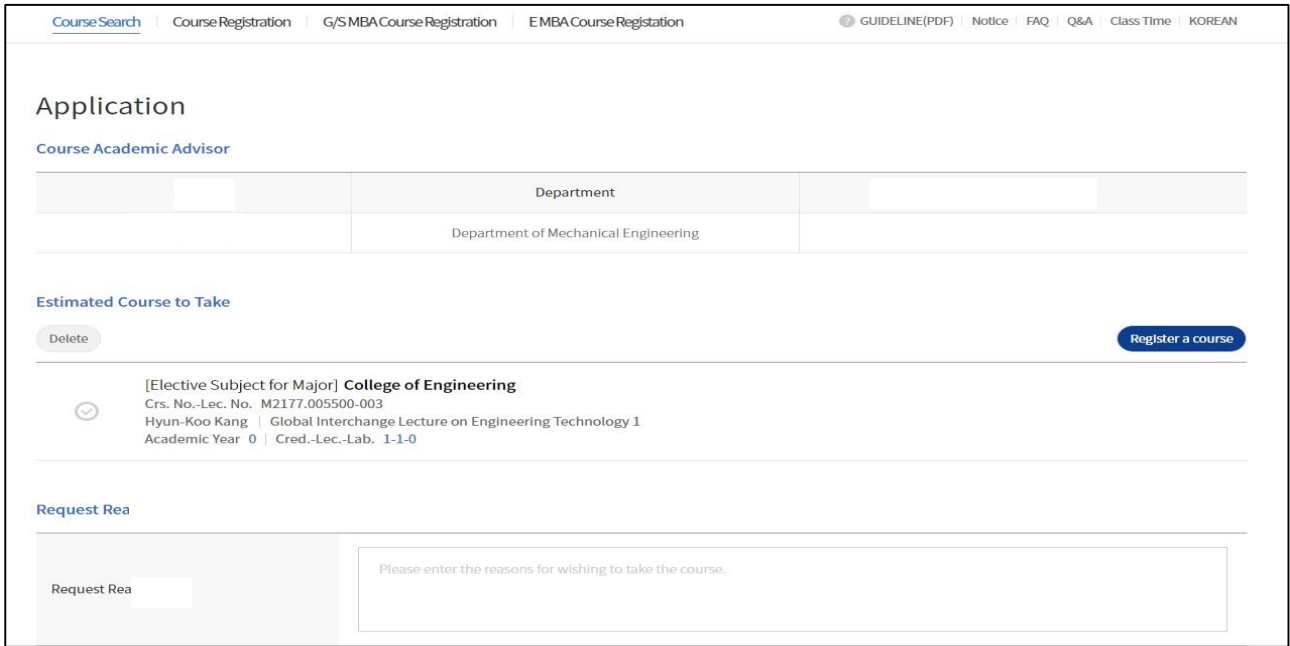 Course Search Course Registration G/S MBA Course Registration E MBA Course Registation GUIDELINE(PDF) Notice FAQ Q&A Class Time KOREAN
Application
Course Academic Advisor
Department
Department of Mechanical Engineering
Estimated Course to Take
Delete Register a course
[Elective Subject for Major] College of Engineering
Crs. No.-Lec. No. M2177.005500-003
Hyun-Koo Kang | Global Interchange Lecture on Engineering Technology 1
Academic Year 0 | Cred.-Lec.-Lab. 1-1-0
Request Rea
Request Rea
Please enter the reasons for wishing to take the course.